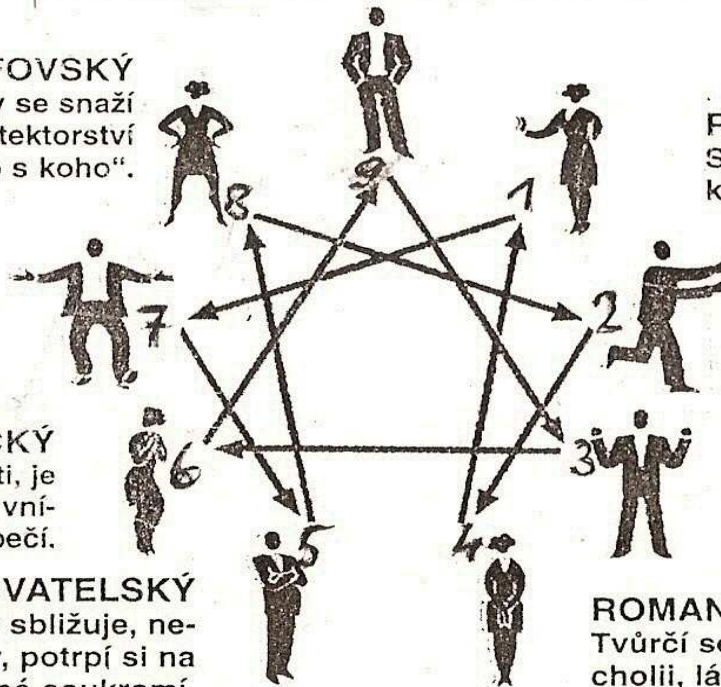 FOVSKÝ
se snaží
tektorství
s koho“.
9
8
1
7
2
6
3
5
4
CKÝ
ti, je
vní-
pečí.
VATELSKÝ
sbližuje, ne-
potrpí si na
soukromí.
ROMAN
Tvůrčí
cholii, lá